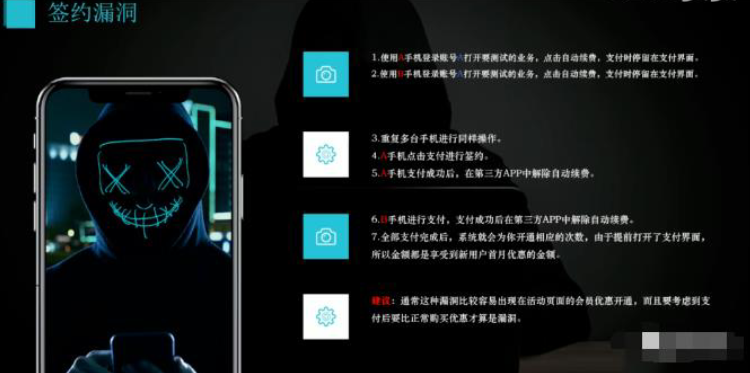 签约漏洞
1.使用A手机登录账号A打开要测试的业务，点击自动续费，支付时停留在支付界面。
2.使用B手机登录账号A打开要测试的业务，点击自动续费，支付时停留在支付界面。
3.重复多台手机进行同样操作。
4.A手机点击支付进行签约。
5.A手机支付成功后，在第三方APP中解除自动续费。
6.B手机进行支付，支付成功后在第三方APP中解除自动续费。
7.全部支付完成后，系统就会为你开通相应的次数，由于提前打开了支付界面，
所以金额都是享受到新用户首月优惠的金额。
建议：通常这种漏洞比较容易出现在活动页面的会员优惠开通，而且要考虑到支
付后要比正常购买优惠才算是漏洞。